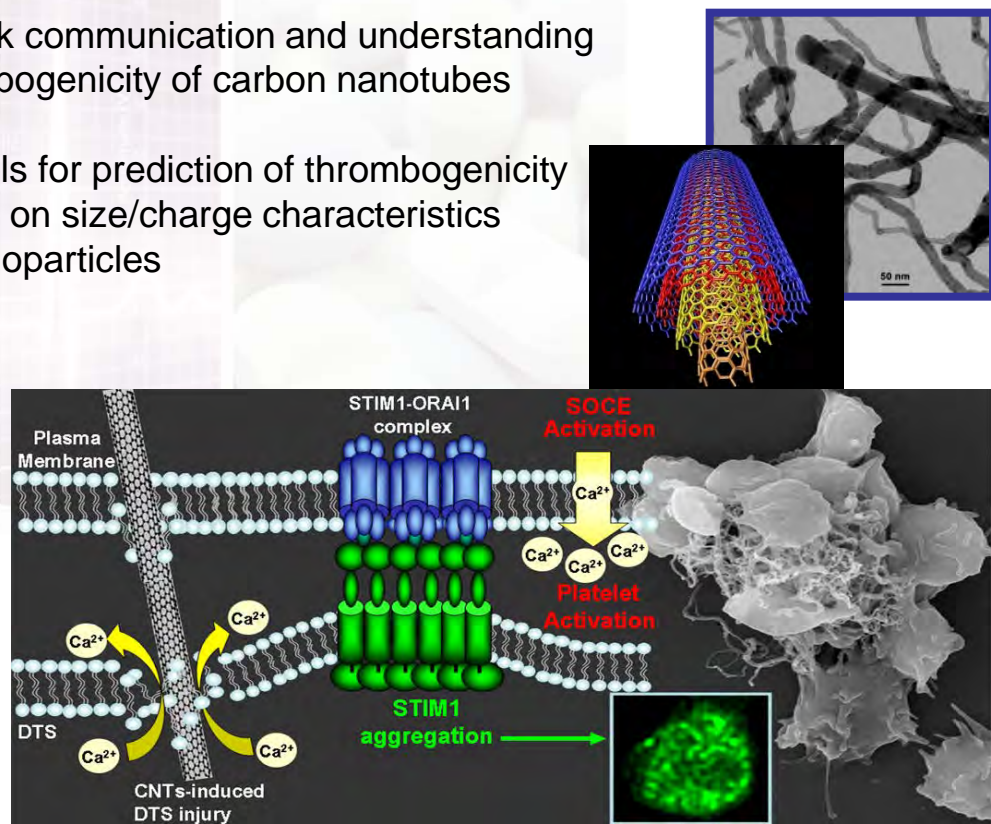 k communication and understanding
bogenicity of carbon nanotubes
ls for prediction of thrombogenicity
on size/charge characteristics
noparticles
50 nm
STIM1-ORAI1
complex
SOCE
Activation
Plasma
Membrane
Ca²⁺
Ca²⁺
Ca²⁺
Ca²⁺
Platelet
Activation
Ca²⁺
Ca²⁺
DTS
STIM1
aggregation
Ca²⁺
Ca²⁺
CNTs-induced
DTS injury